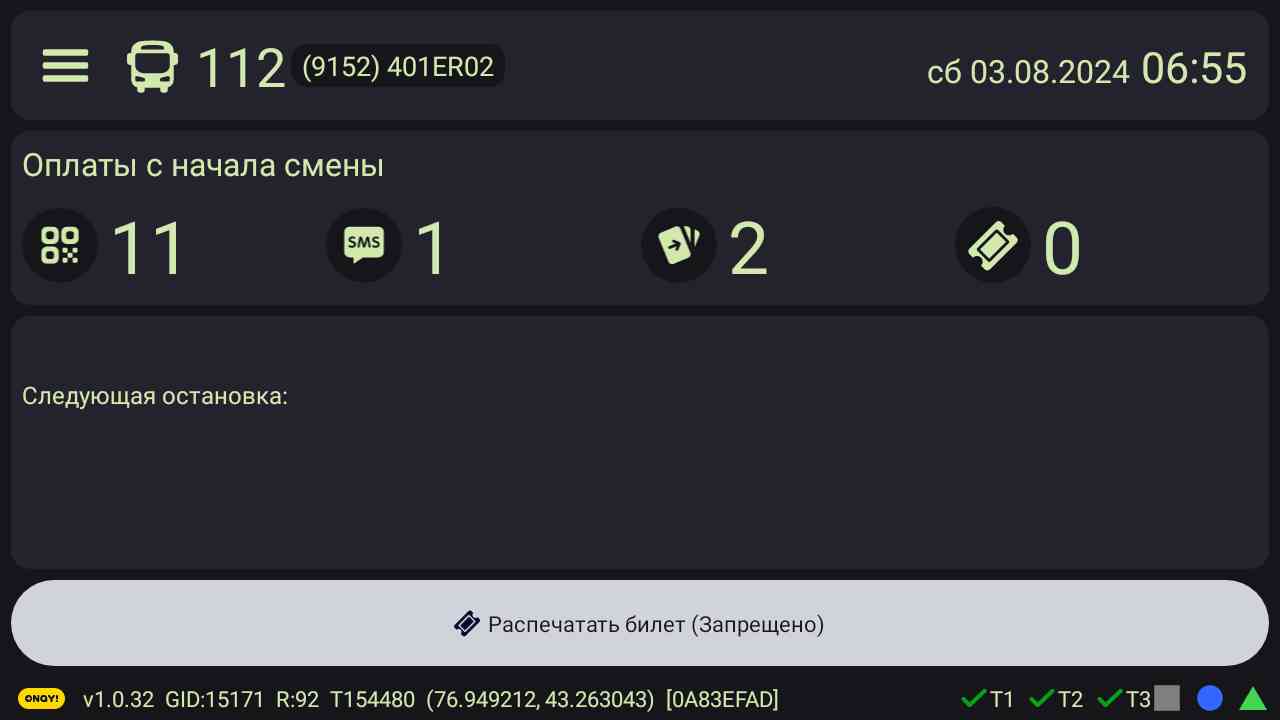 112 (9152) 401ER02 сб 03.08.2024 06:55
Оплаты с начала смены
11 SMS 1 2 0
Следующая остановка:
Распечатать билет (Запрещено)
ONAY! v1.0.32 GID:15171 R:92 T154480 (76.949212, 43.263043) [0A83EFAD] T1 T2 T3